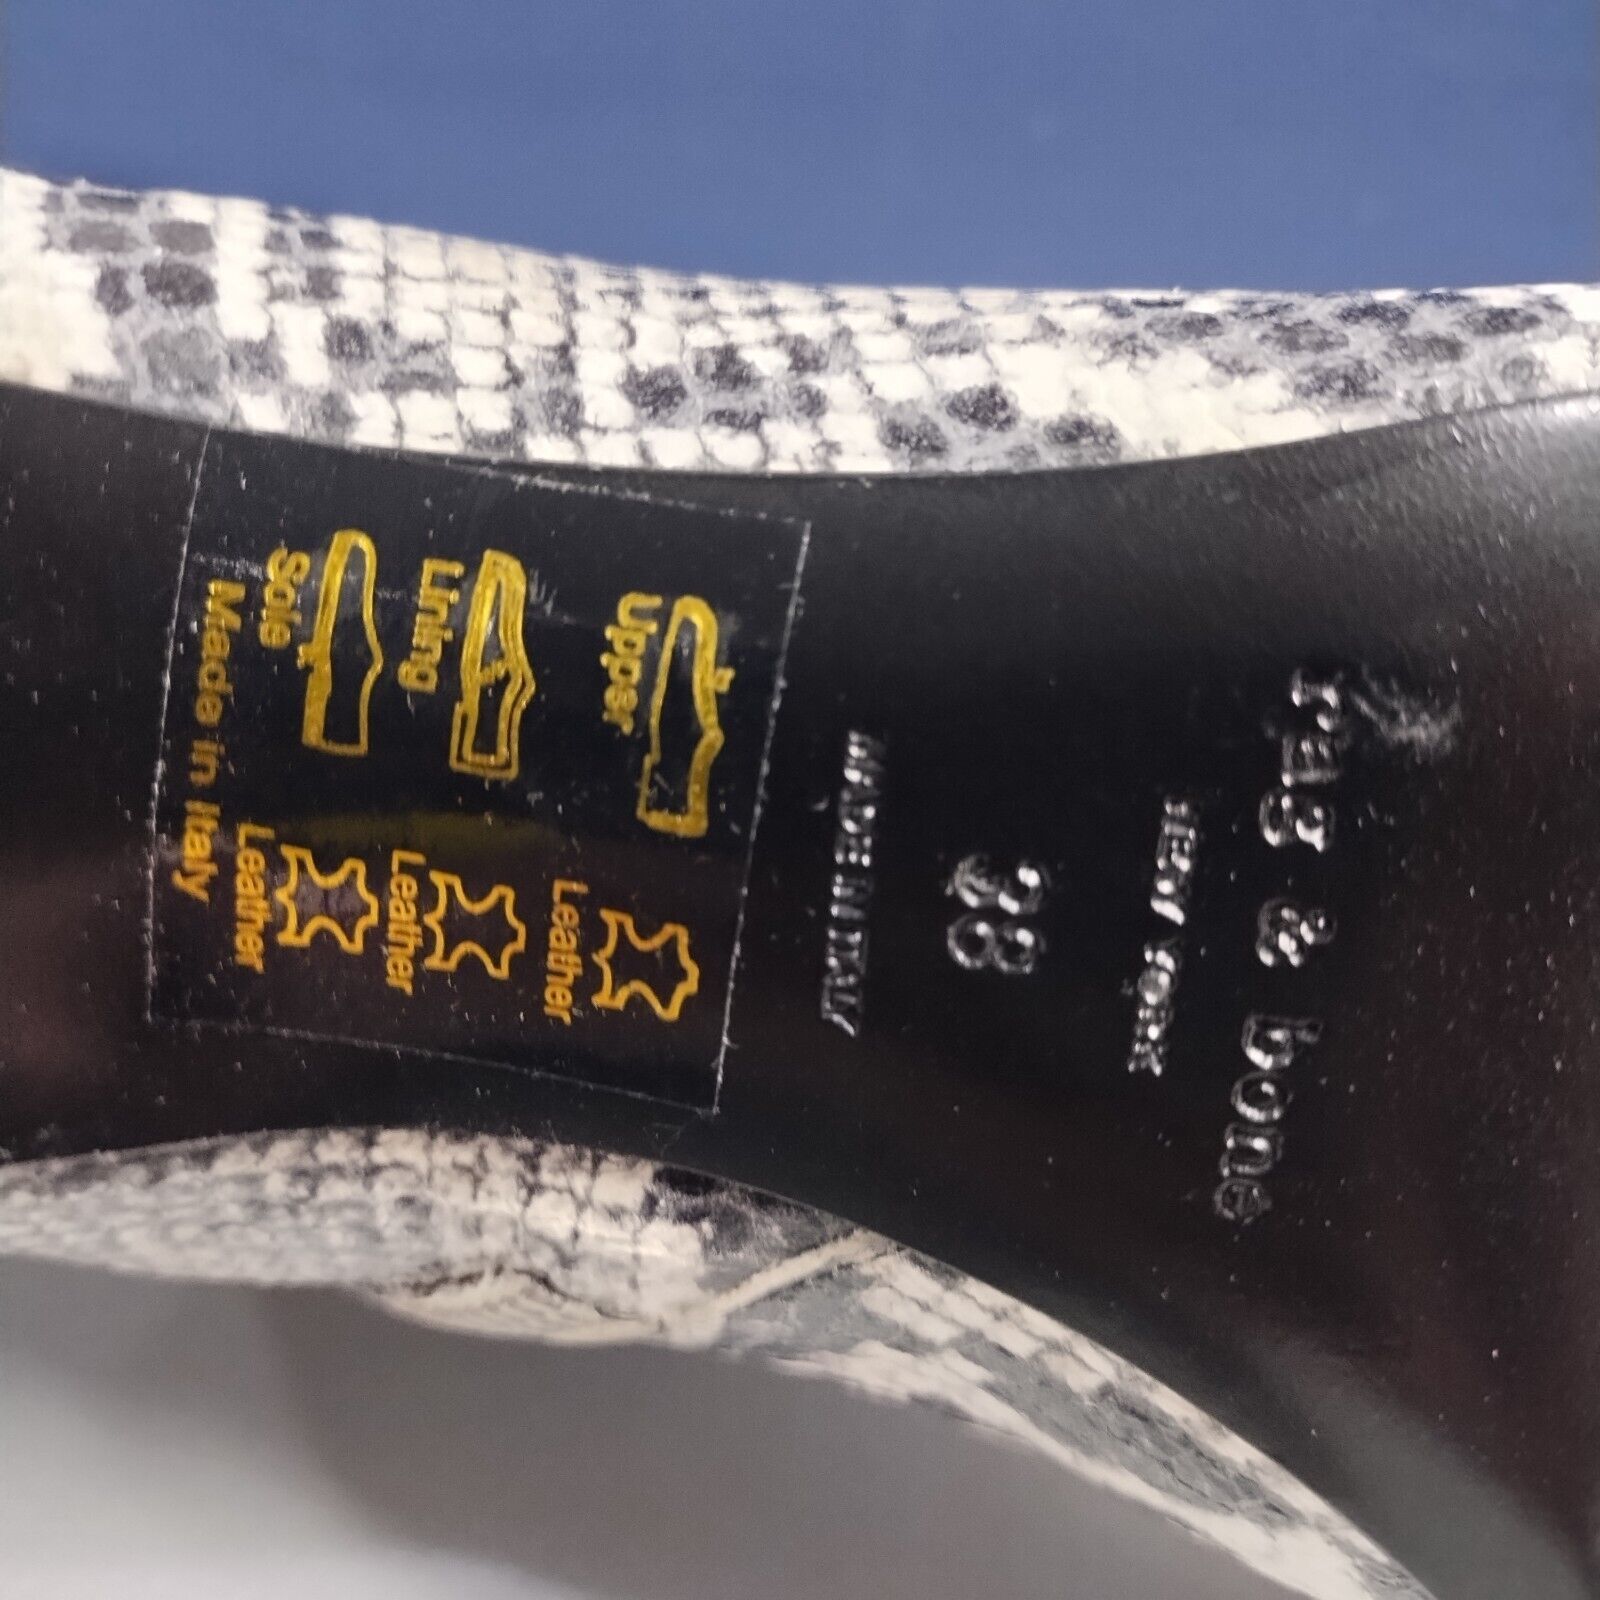 rag & bone
NEW YORK
38
MADE IN ITALY
Upper Leather
Lining Leather
Sole Leather
Made in Italy